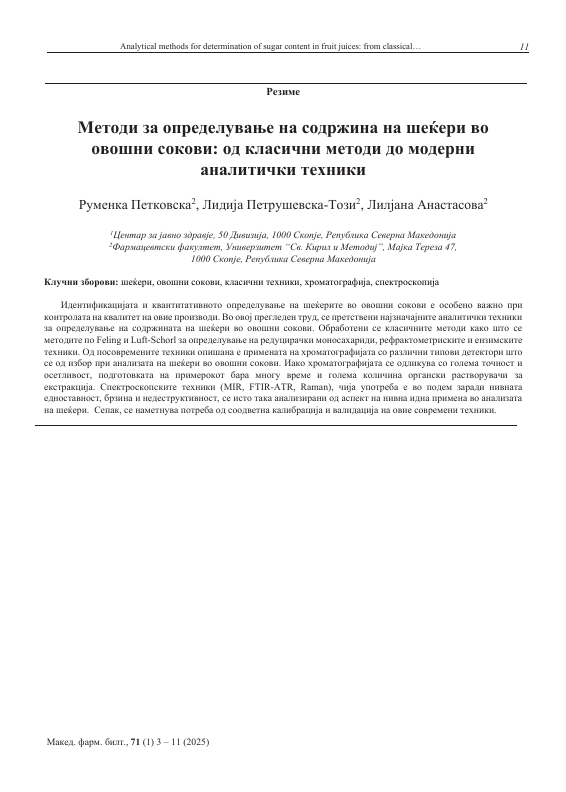 Analytical methods for determination of sugar content in fruit juices: from classical…
11
Резиме
Методи за определување на содржина на шеќери во
овошни сокови: од класични методи до модерни
аналитички техники
Руменка Петковска², Лидија Петрушевска-Този², Лилјана Анастасова²
¹Центар за јавно здравје, 50 Дивизија, 1000 Скопје, Република Северна Македонија
²Фармацевтски факултет, Универзитет “Св. Кирил и Методиј”, Мајка Тереза 47,
1000 Скопје, Република Северна Македонија
Клучни зборови: шеќери, овошни сокови, класични техники, хроматографија, спектроскопија
Идентификацијата и квантитативното определување на шеќерите во овошни сокови е особено важно при
контролата на квалитет на овие производи. Во овој прегледен труд, се претставени најзначајните аналитички техники
за определување на содржината на шеќери во овошни сокови. Обработени се класичните методи како што се
методите по Feling и Luft-Schorl за определување на редуцирачки моносахариди, рефрактометриските и ензимските
техники. Од посовремените техники опишана е примената на хроматографијата со различни типови детектори што
се од избор при анализата на шеќери во овошни сокови. Иако хроматографијата се одликува со голема точност и
осетливост, подготовката на примерокот бара многу време и голема количина органски растворувачи за
екстракција. Спектроскопските техники (MIR, FTIR-ATR, Raman), чија употреба е во подем заради нивната
едноставност, брзина и недеструктивност, се исто така анализирани од аспект на нивна идна примена во анализата
на шеќери. Сепак, се наметнува потреба од соодветна калибрација и валидација на овие современи техники.
Макед. фарм. билт., 71 (1) 3 – 11 (2025)